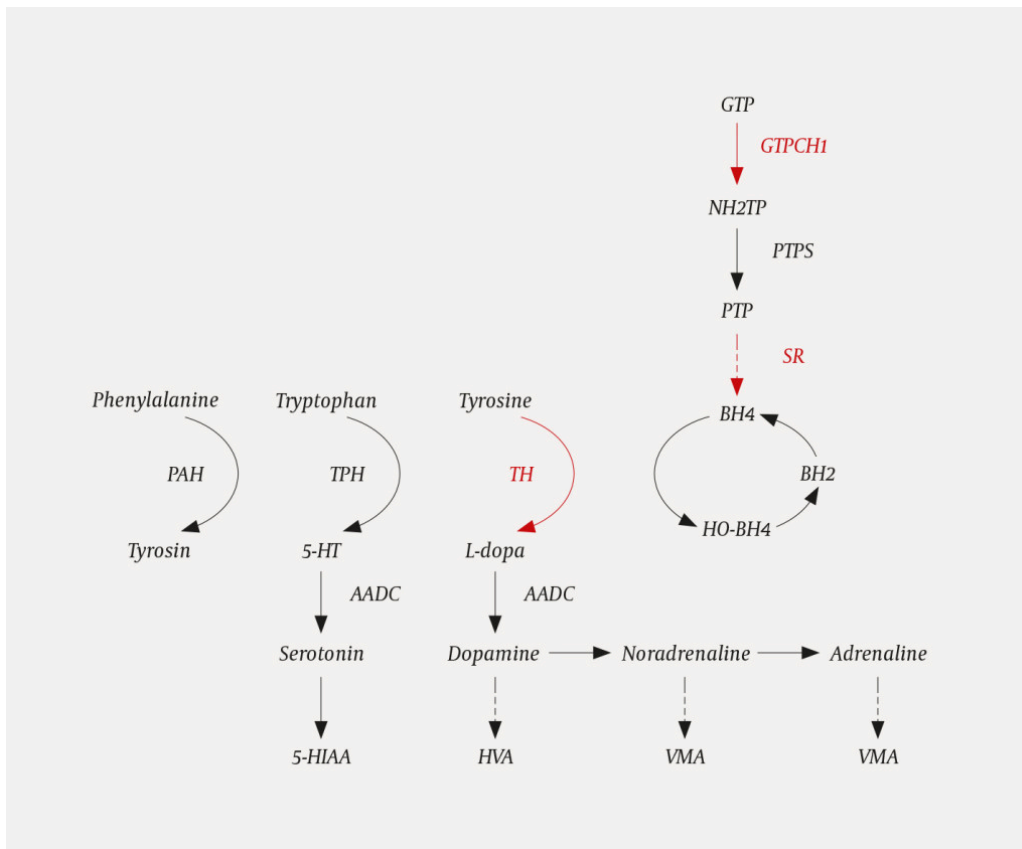 GTP
GTPCH1
NH2TP
PTPS
PTP
SR
Phenylalanine
Tryptophan
Tyrosine
BH4
PAH
TPH
TH
BH2
HO-BH4
Tyrosin
5-HT
L-dopa
AADC
AADC
Serotonin
Dopamine
Noradrenaline
Adrenaline
5-HIAA
HVA
VMA
VMA